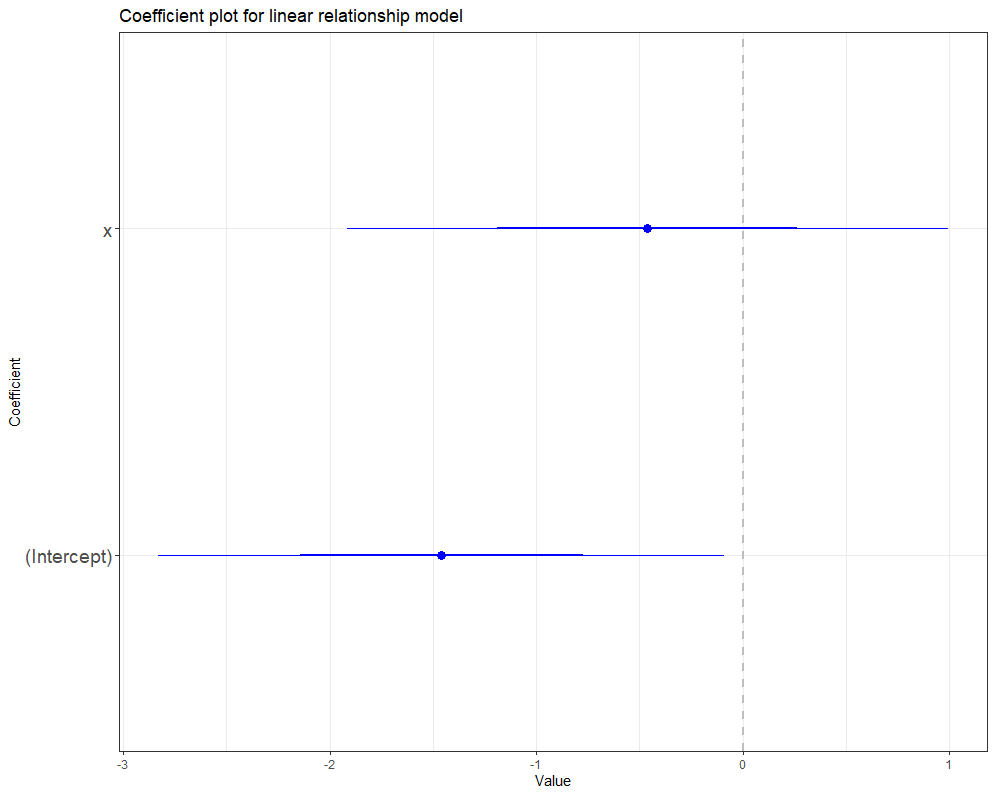 Coefficient plot for linear relationship model
Coefficient
x
(Intercept)
-3 -2 -1 0 1
Value